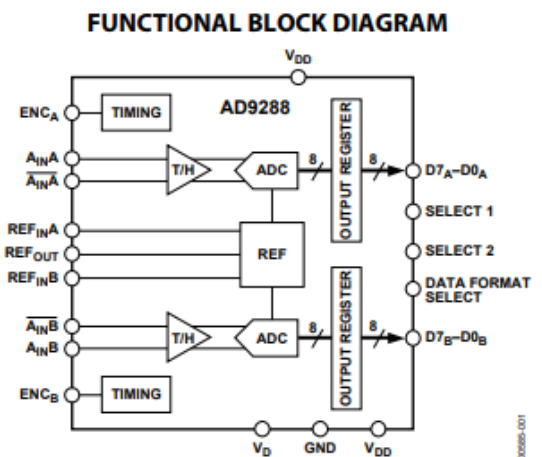 FUNCTIONAL BLOCK DIAGRAM
VDD
ENCA
TIMING
AD9288
OUTPUT REGISTER
AINA
AINA
T/H
ADC
8
8
D7A–D0A
SELECT 1
REFINA
REFOUT
REFINB
REF
SELECT 2
DATA FORMAT
SELECT
AINB
AINB
T/H
ADC
8
OUTPUT REGISTER
8
D7B–D0B
ENCB
TIMING
VD
GND
VDD
00585-001